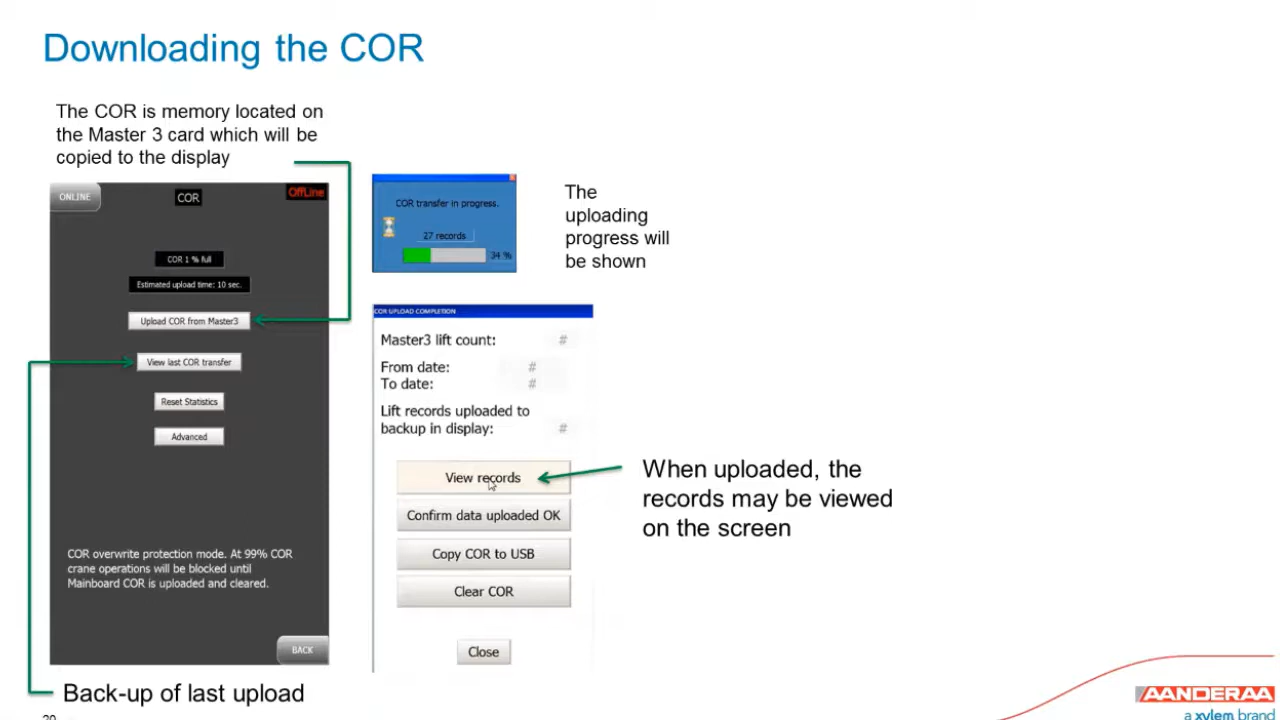 Downloading the COR
The COR is memory located on
the Master 3 card which will be
copied to the display
ONLINE
COR
OffLine
COR 1 % full
Estimated upload time: 10 sec.
Upload COR from Master3
View last COR transfer
Reset Statistics
Advanced
COR overwrite protection mode. At 99% COR
crane operations will be blocked until
Mainboard COR is uploaded and cleared.
BACK
Back-up of last upload
COR transfer in progress.
27 records
34 %
The
uploading
progress will
be shown
COR UPLOAD COMPLETION
Master3 lift count: #
From date: #
To date: #
Lift records uploaded to
backup in display: #
View records
Confirm data uploaded OK
Copy COR to USB
Clear COR
Close
When uploaded, the
records may be viewed
on the screen
AANDERAA
a xylem brand